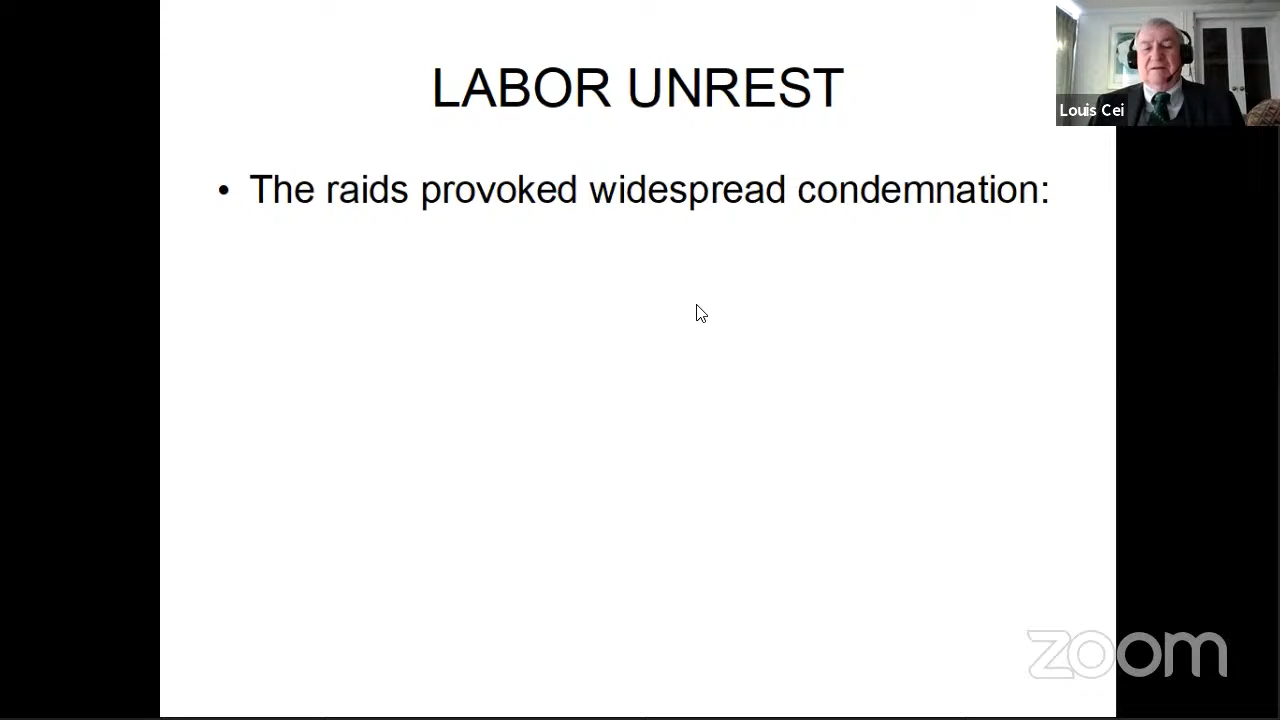 LABOR UNREST
Louis Cei
• The raids provoked widespread condemnation:
zoom